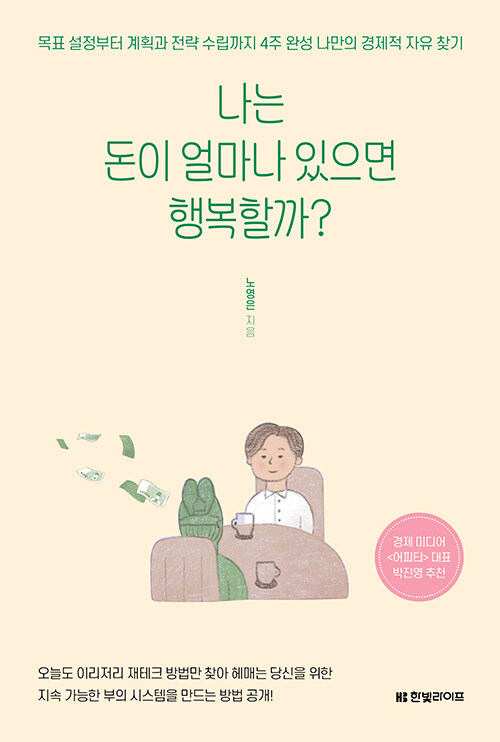 목표 설정부터 계획과 전략 수립까지 4주 완성 나만의 경제적 자유 찾기
나는
돈이 얼마나 있으면
행복할까?
노영은 지음
경제 미디어
<어피티> 대표
박진영 추천
오늘도 이리저리 재테크 방법만 찾아 헤매는 당신을 위한
지속 가능한 부의 시스템을 만드는 방법 공개!
HB 한빛라이프